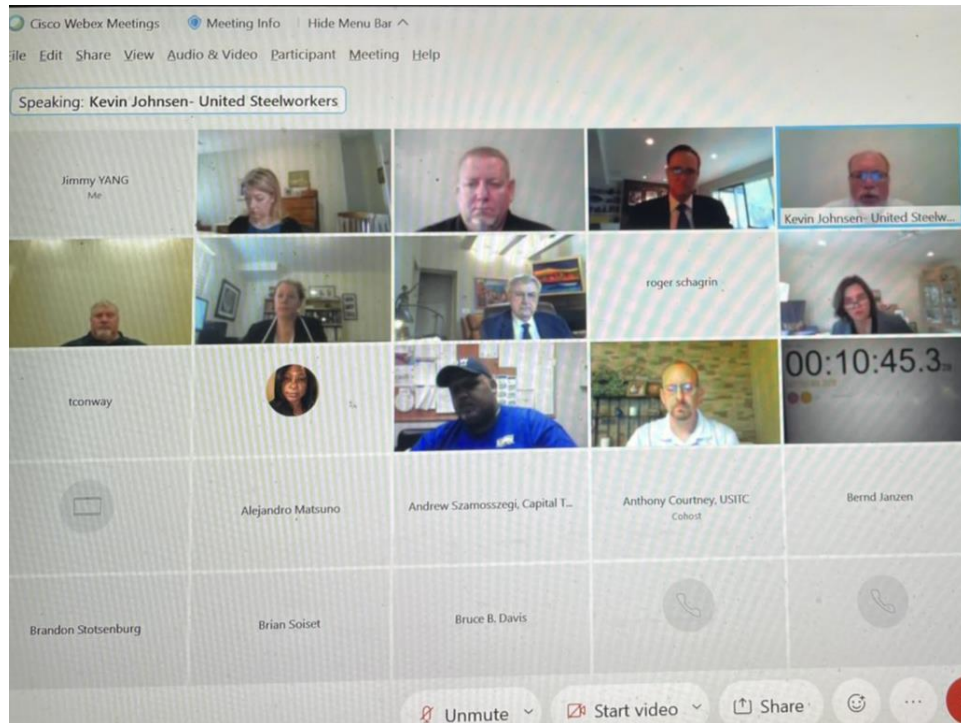 Cisco Webex Meetings
Meeting Info
Hide Menu Bar
ile Edit Share View Audio & Video Participant Meeting Help
Speaking: Kevin Johnsen- United Steelworkers
Jimmy YANG
Me
Kevin Johnsen- United Steelw...
roger schagrin
tconway
00:10:45.3
Alejandro Matsuno
Andrew Szamosszegi, Capital T...
Anthony Courtney, USITC
Cohost
Bernd Janzen
Brandon Stotsenburg
Brian Soiset
Bruce B. Davis
Unmute
Start video
Share